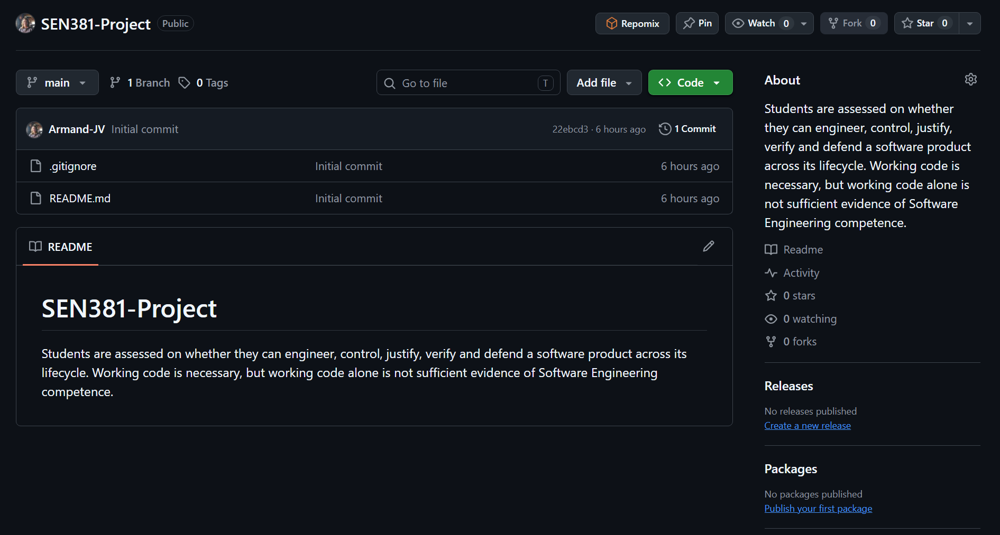 SEN381-Project Public Repomix Pin Watch 0 Fork 0 Star 0
main 1 Branch 0 Tags Go to file T Add file Code
Armand-JV Initial commit 22ebcd3 · 6 hours ago 1 Commit
.gitignore Initial commit 6 hours ago
README.md Initial commit 6 hours ago
README
SEN381-Project
Students are assessed on whether they can engineer, control, justify, verify and defend a software product across its
lifecycle. Working code is necessary, but working code alone is not sufficient evidence of Software Engineering
competence.
About
Students are assessed on whether
they can engineer, control, justify,
verify and defend a software product
across its lifecycle. Working code is
necessary, but working code alone is
not sufficient evidence of Software
Engineering competence.
Readme
Activity
0 stars
0 watching
0 forks
Releases
No releases published
Create a new release
Packages
No packages published
Publish your first package